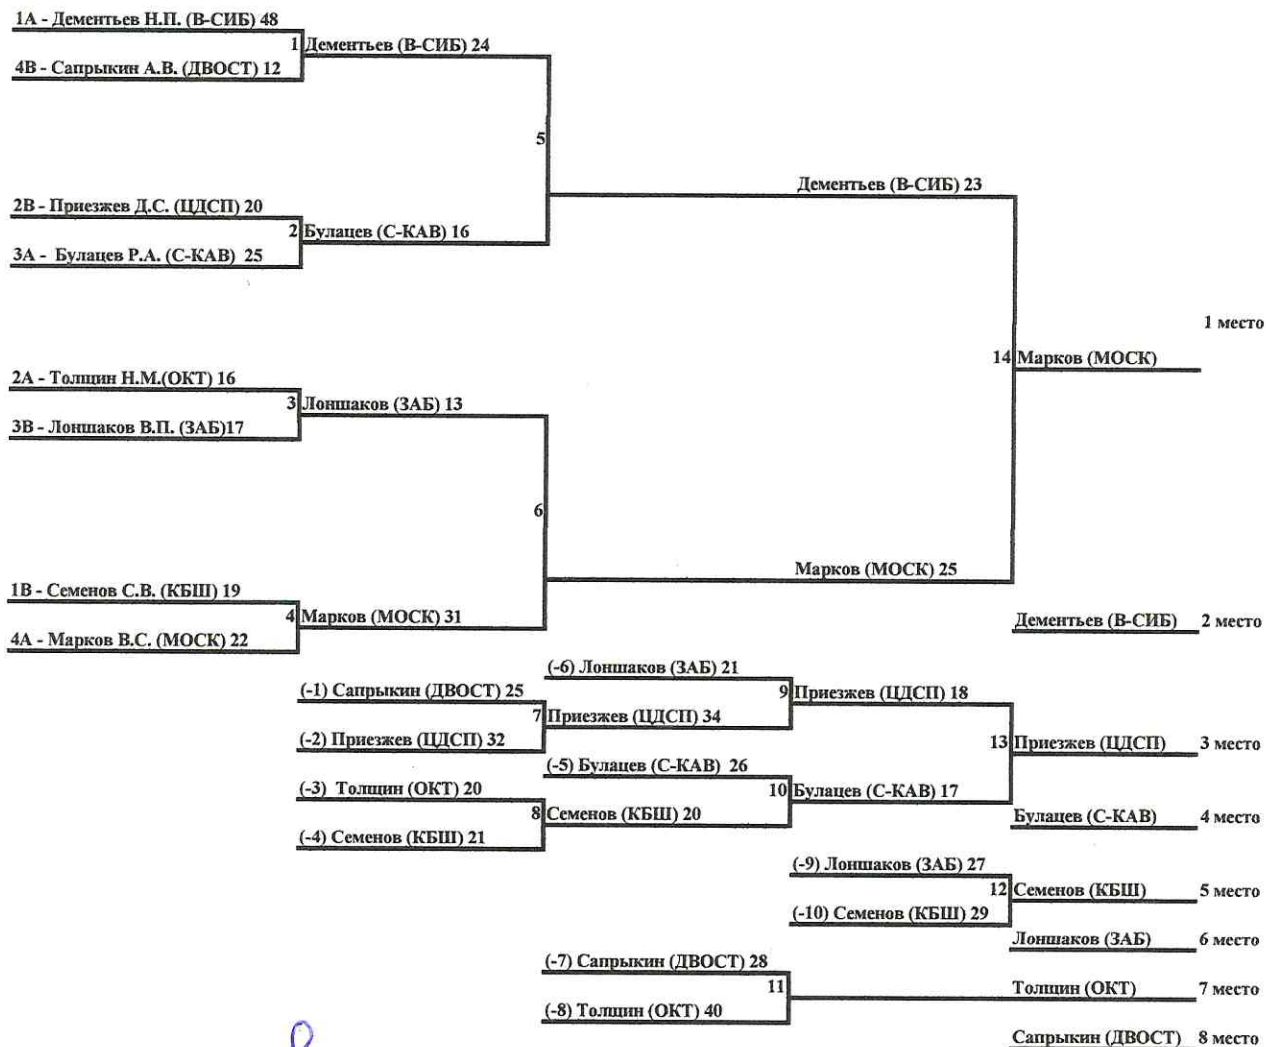 1А - Дементьев Н.П. (В-СИБ) 48
1 Дементьев (В-СИБ) 24
4В - Сапрыкин А.В. (ДВОСТ) 12
5
Дементьев (В-СИБ) 23
2В - Приезжев Д.С. (ЦДСП) 20
2 Булацев (С-КАВ) 16
3А - Булацев Р.А. (С-КАВ) 25
1 место
14 Марков (МОСК)
2А - Толщин Н.М.(ОКТ) 16
3 Лоншаков (ЗАБ) 13
3В - Лоншаков В.П. (ЗАБ)17
6
Марков (МОСК) 25
1В - Семенов С.В. (КБШ) 19
4 Марков (МОСК) 31
4А - Марков В.С. (МОСК) 22
Дементьев (В-СИБ) 2 место
(-6) Лоншаков (ЗАБ) 21
(-1) Сапрыкин (ДВОСТ) 25
9 Приезжев (ЦДСП) 18
7 Приезжев (ЦДСП) 34
(-2) Приезжев (ЦДСП) 32
13 Приезжев (ЦДСП) 3 место
(-5) Булацев (С-КАВ) 26
(-3) Толщин (ОКТ) 20
10 Булацев (С-КАВ) 17
8 Семенов (КБШ) 20
Булацев (С-КАВ) 4 место
(-4) Семенов (КБШ) 21
(-9) Лоншаков (ЗАБ) 27
12 Семенов (КБШ) 5 место
(-10) Семенов (КБШ) 29
Лоншаков (ЗАБ) 6 место
(-7) Сапрыкин (ДВОСТ) 28
11
Толщин (ОКТ) 7 место
(-8) Толщин (ОКТ) 40
Сапрыкин (ДВОСТ) 8 место